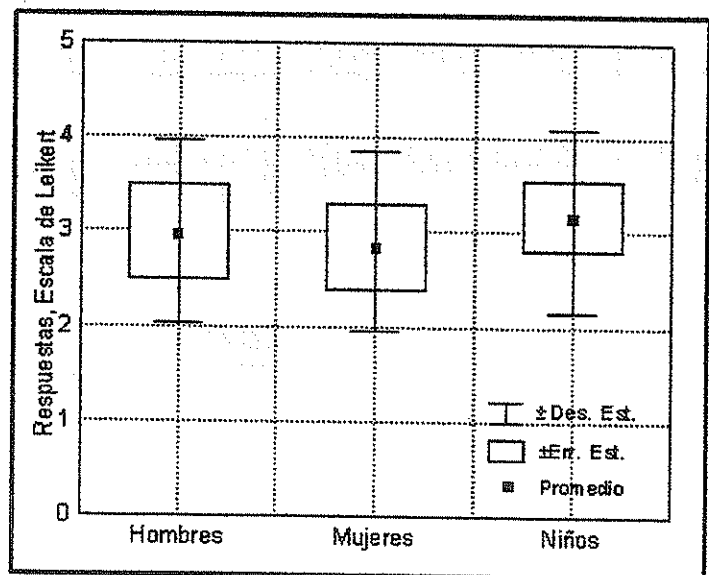 Respuestas, Escala de Leikert
5
4
3
2
1
0
Hombres
Mujeres
Niños
±Des. Est.
±Err. Est.
Promedio